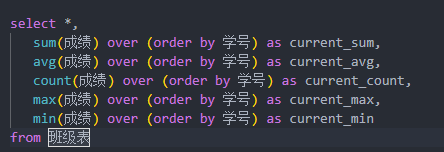 select *,
sum(成绩) over (order by 学号) as current_sum,
avg(成绩) over (order by 学号) as current_avg,
count(成绩) over (order by 学号) as current_count,
max(成绩) over (order by 学号) as current_max,
min(成绩) over (order by 学号) as current_min
from 班级表